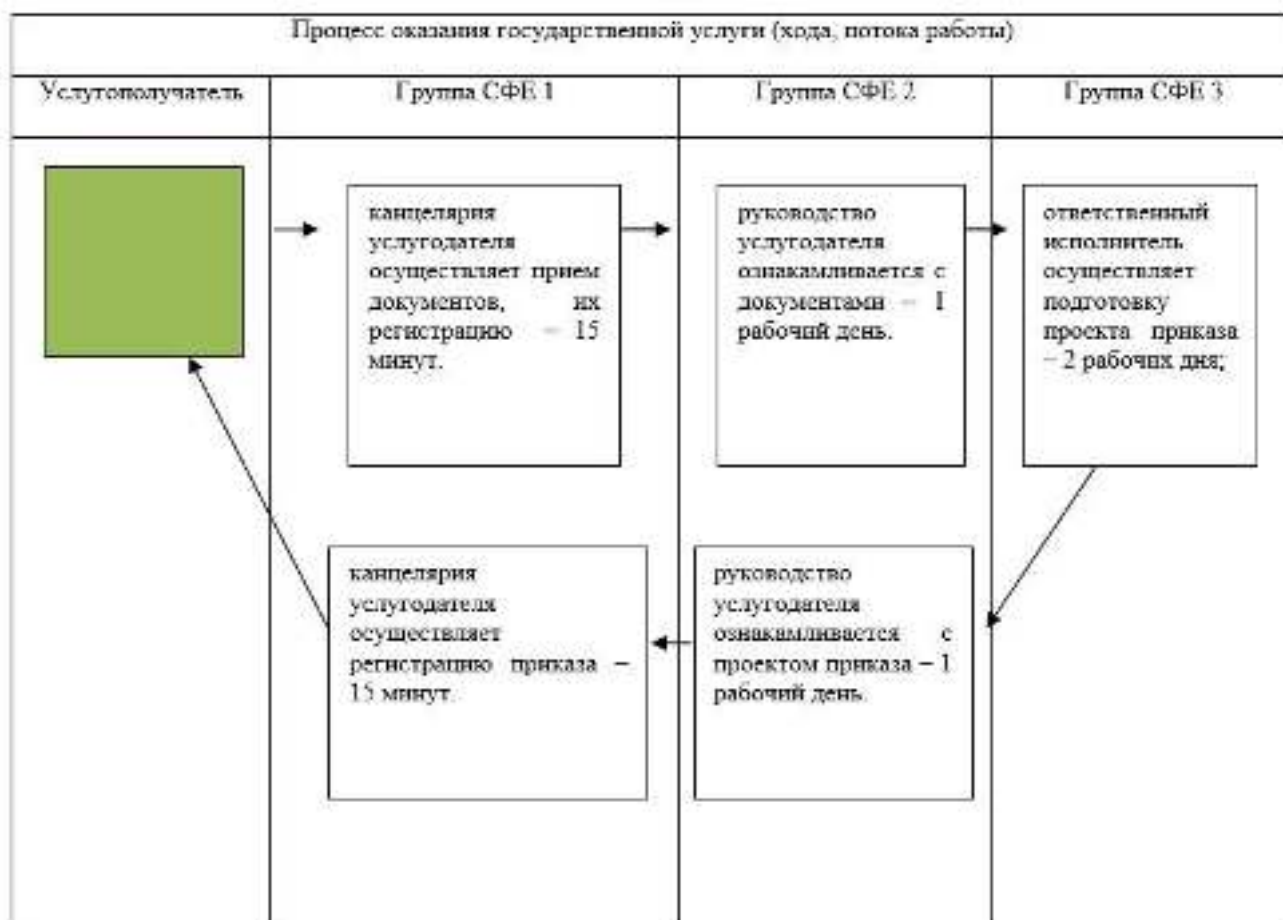 Процесс оказания государственной услуги (хода, потока работы)
Услугополучатель
Группа СФЕ 1
Группа СФЕ 2
Группа СФЕ 3
канцелярия
услугодателя
осуществляет прием
документов, их
регистрацию – 15
минут.
руководство
услугодателя
ознакамливается с
документами – 1
рабочий день.
ответственный
исполнитель
осуществляет
подготовку
проекта приказа
– 2 рабочих дня;
канцелярия
услугодателя
осуществляет
регистрацию приказа –
15 минут.
руководство
услугодателя
ознакамливается с
проектом приказа – 1
рабочий день.